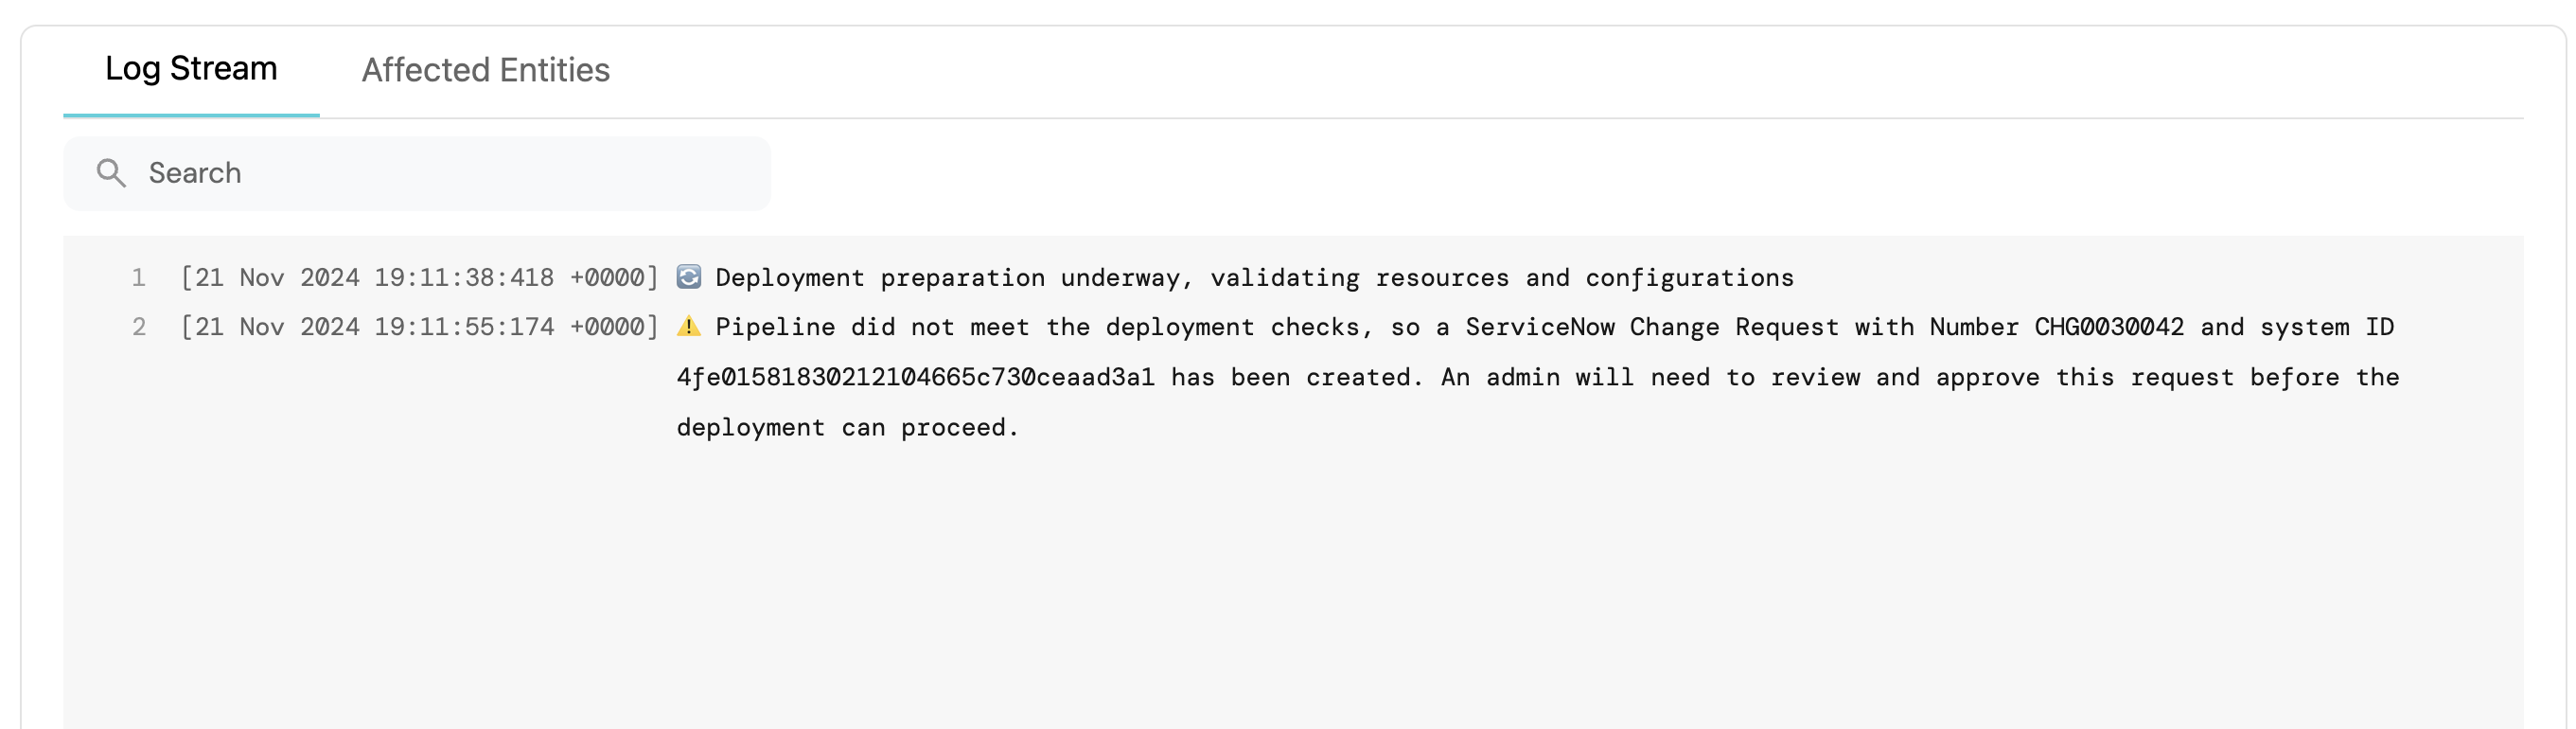 Log Stream Affected Entities
Search
1 [21 Nov 2024 19:11:38:418 +0000] 🔄 Deployment preparation underway, validating resources and configurations
2 [21 Nov 2024 19:11:55:174 +0000] ⚠️ Pipeline did not meet the deployment checks, so a ServiceNow Change Request with Number CHG0030042 and system ID
4fe01581830212104665c730ceaad3a1 has been created. An admin will need to review and approve this request before the
deployment can proceed.